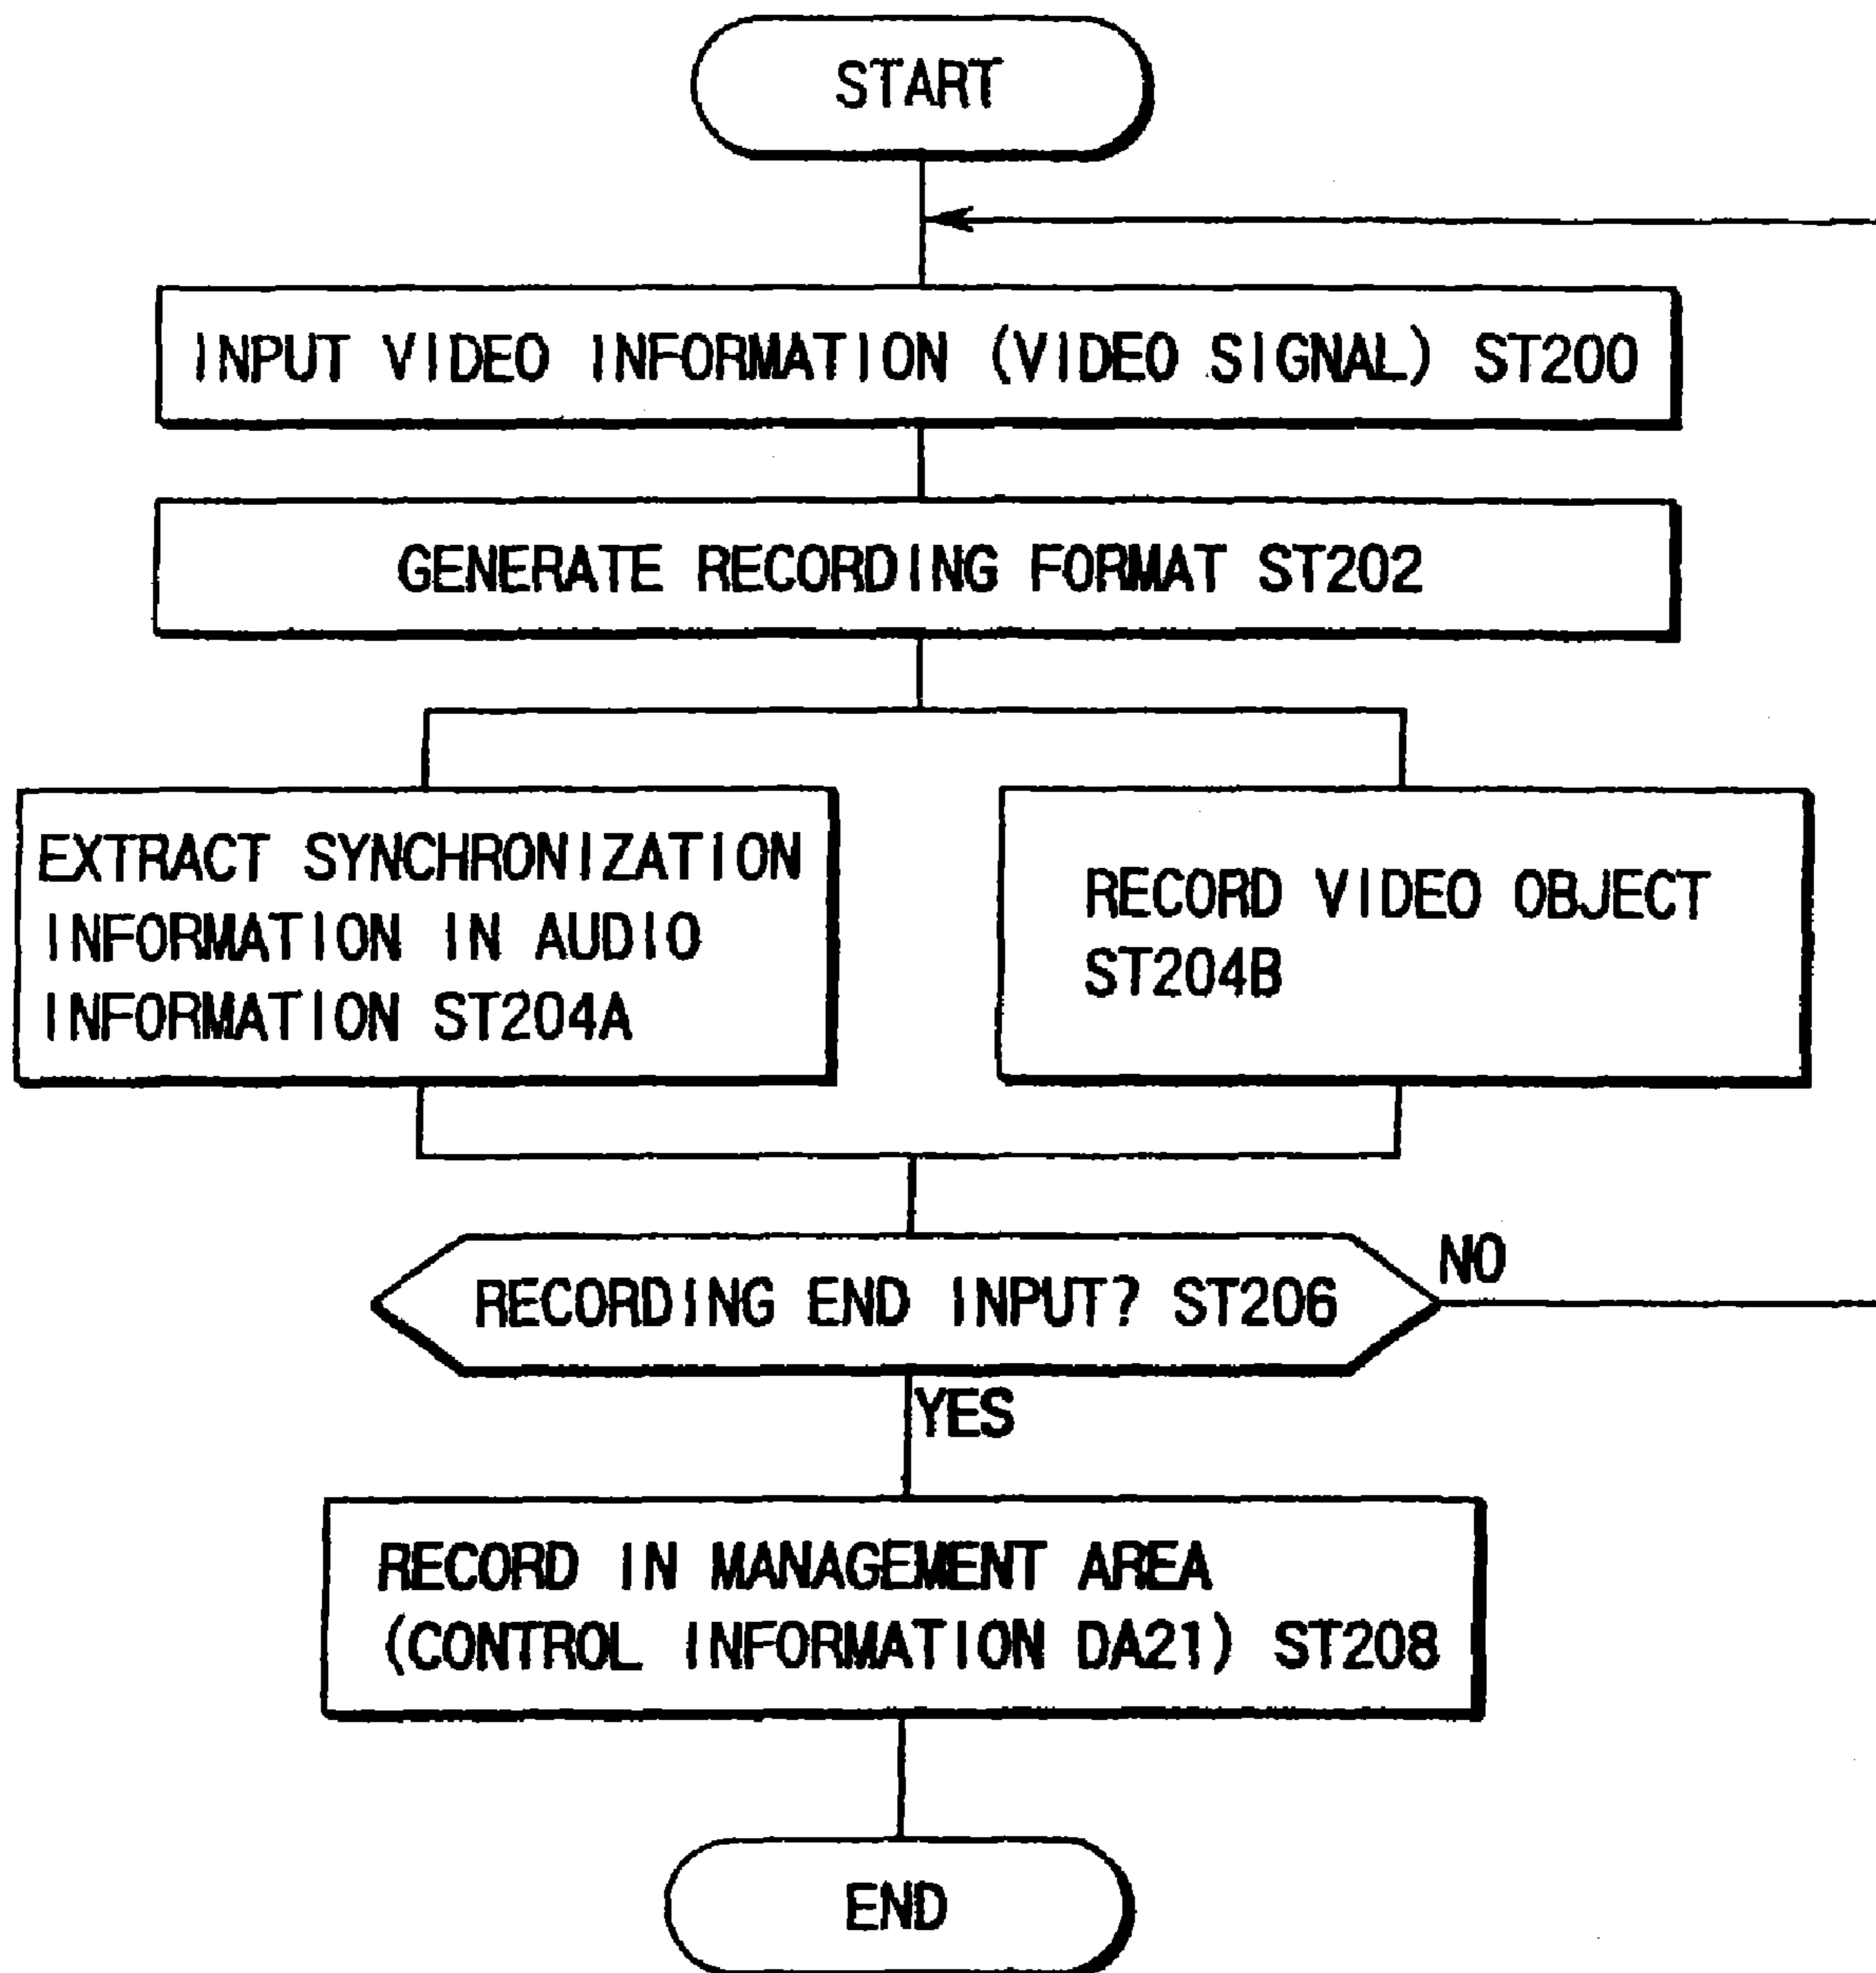 START
INPUT VIDEO INFORMATION (VIDEO SIGNAL) ST200
GENERATE RECORDING FORMAT ST202
EXTRACT SYNCHRONIZATION
INFORMATION IN AUDIO
INFORMATION ST204A
RECORD VIDEO OBJECT
ST204B
RECORDING END INPUT? ST206
NO
YES
RECORD IN MANAGEMENT AREA
(CONTROL INFORMATION DA21) ST208
END